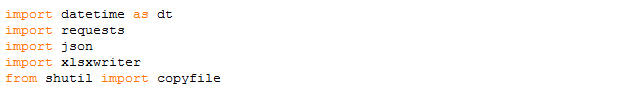 import datetime as dt
import requests
import json
import xlsxwriter
from shutil import copyfile